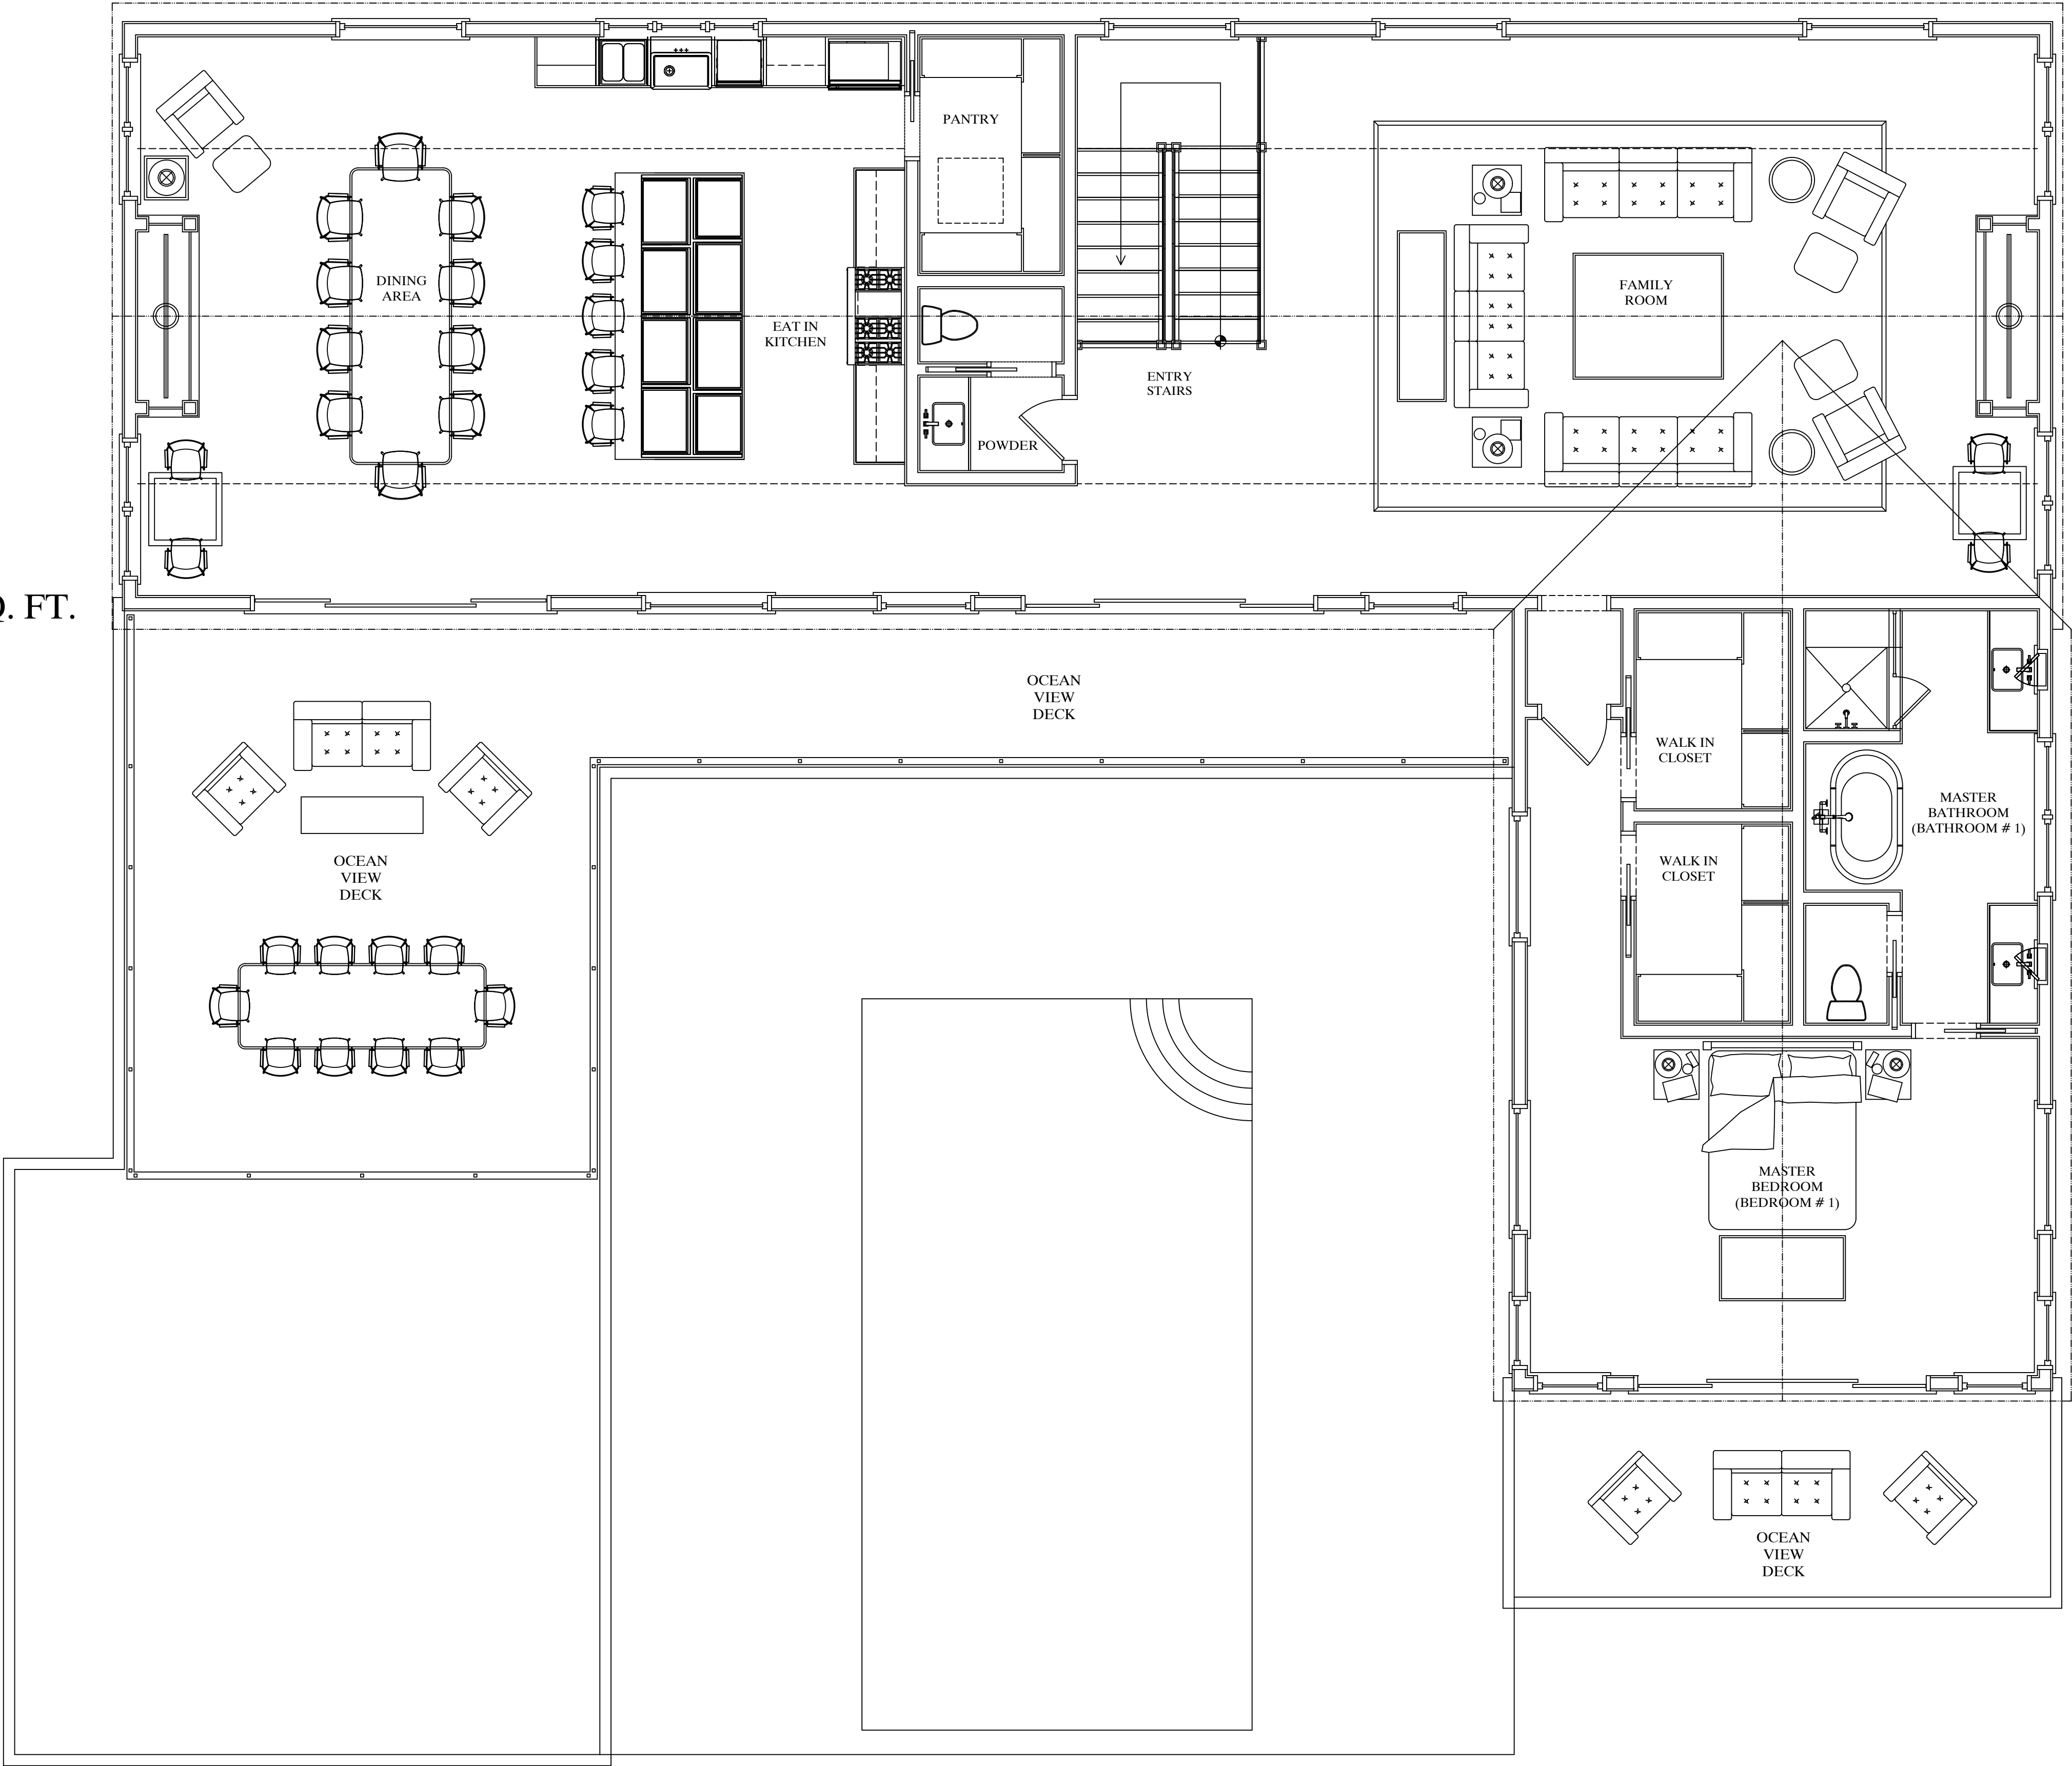 PANTRY
DINING
AREA
EAT IN
KITCHEN
POWDER
ENTRY
STAIRS
FAMILY
ROOM
Q. FT.
OCEAN
VIEW
DECK
OCEAN
VIEW
DECK
WALK IN
CLOSET
WALK IN
CLOSET
MASTER
BATHROOM
(BATHROOM # 1)
MASTER
BEDROOM
(BEDROOM # 1)
OCEAN
VIEW
DECK